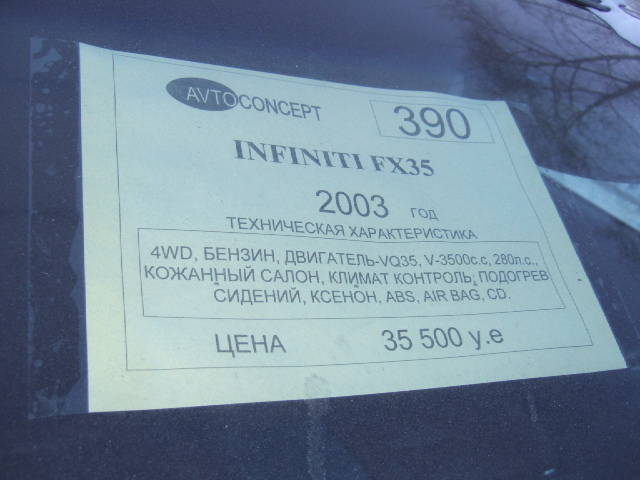 AVTOCONCEPT
390
INFINITI FX35
2003 ГОД
ТЕХНИЧЕСКАЯ ХАРАКТЕРИСТИКА
4WD, БЕНЗИН, ДВИГАТЕЛЬ-VQ35, V-3500с.с, 280л.с.,
КОЖАННЫЙ САЛОН, КЛИМАТ КОНТРОЛЬ, ПОДОГРЕВ
СИДЕНИЙ, КСЕНОН, ABS, AIR BAG, CD.
ЦЕНА 35 500 у.е